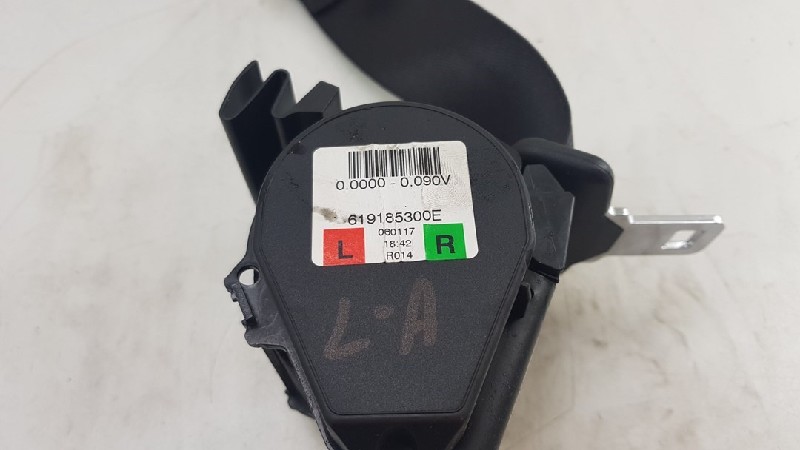 0.0000 - 0.090V
619185300E
L 060117 R
18:42
R014
L-A